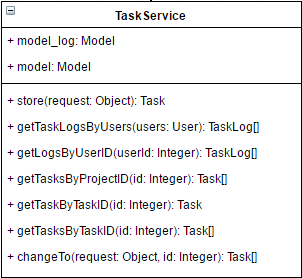 TaskService
+ model_log: Model
+ model: Model
+ store(request: Object): Task
+ getTaskLogsByUsers(users: User): TaskLog[]
+ getLogsByUserID(userId: Integer): TaskLog[]
+ getTasksByProjectID(id: Integer): Task[]
+ getTaskByTaskID(id: Integer): Task
+ getTasksByTaskID(id: Integer): Task[]
+ changeTo(request: Object, id: Integer): Task[]